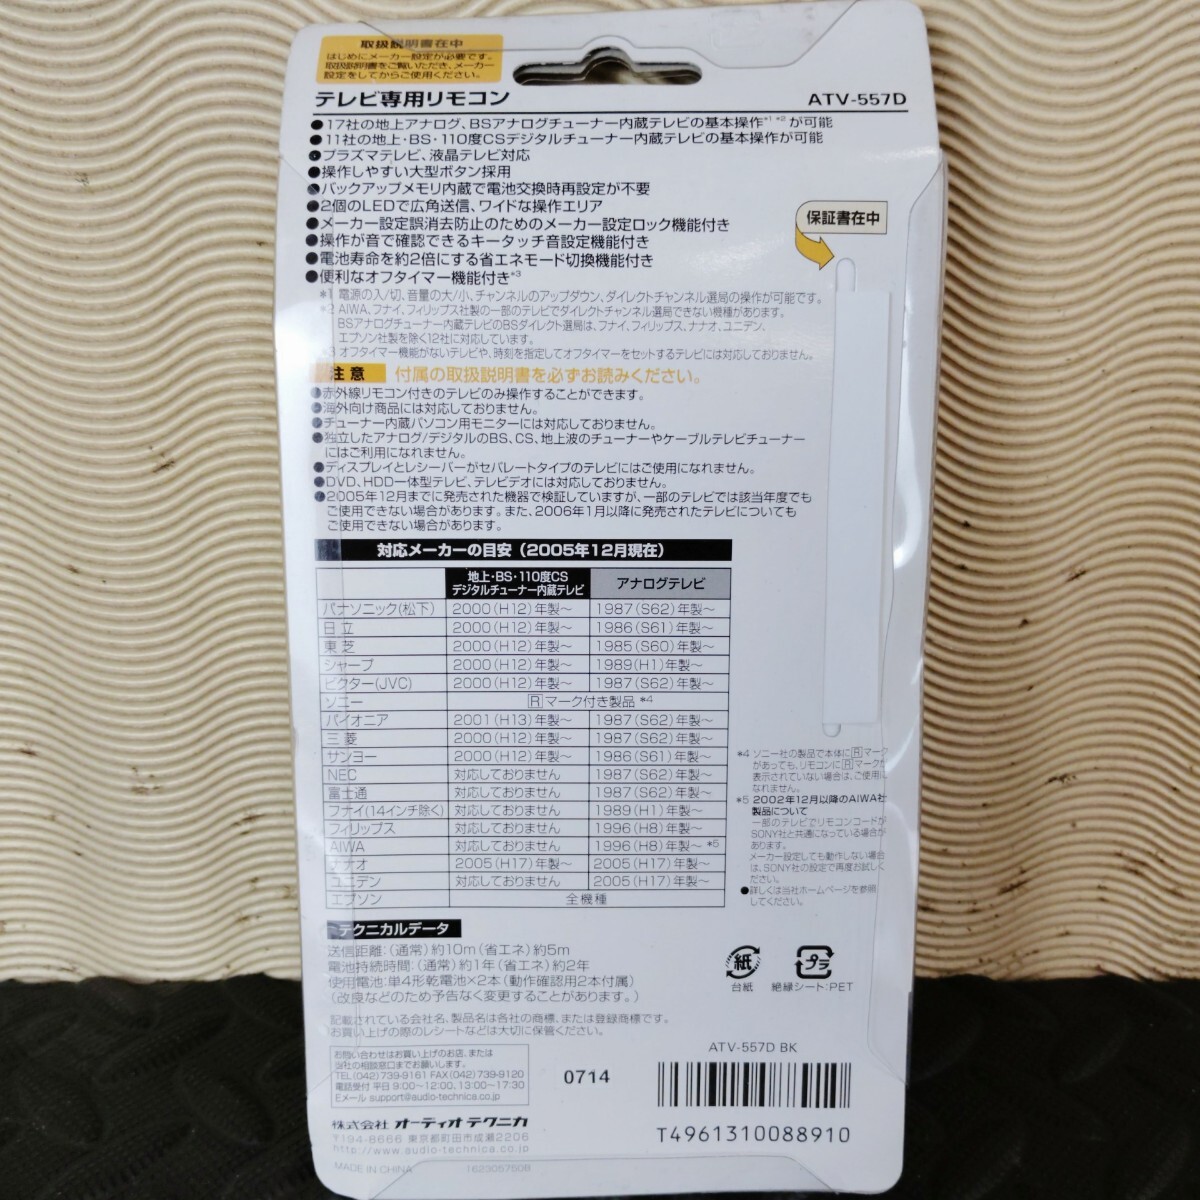 取扱説明書在中
はじめにメーカー設定が必要です。
取扱説明書をご覧いただき、メーカー
設定をしてからご使用ください。
テレビ専用リモコン
ATV-557D
●17社の地上アナログ、BSアナログチューナー内蔵テレビの基本操作*1 *2が可能
●11社の地上・BS・110度CSデジタルチューナー内蔵テレビの基本操作が可能
●プラズマテレビ、液晶テレビ対応
●操作しやすい大型ボタン採用
●バックアップメモリ内蔵で電池交換時再設定が不要
●2個のLEDで広角送信、ワイドな操作エリア
●メーカー設定誤消去防止のためのメーカー設定ロック機能付き
●操作が音で確認できるキータッチ音設定機能付き
●電池寿命を約2倍にする省エネモード切換機能付き
●便利なオフタイマー機能付き*3
保証書在中
*1 電源の入/切、音量の大/小、チャンネルのアップダウン、ダイレクトチャンネル選局の操作が可能です。
*2 AIWA、フナイ、フィリップス社製の一部のテレビでダイレクトチャンネル選局できない機種があります。
BSアナログチューナー内蔵テレビのBSダイレクト選局は、フナイ、フィリップス、ナナオ、ユニデン、
エプソン社製を除く12社に対応しています。
*3 オフタイマー機能がないテレビや、時刻を指定してオフタイマーをセットするテレビには対応しておりません。
注意 付属の取扱説明書を必ずお読みください。
●赤外線リモコン付きのテレビのみ操作することができます。
●海外向け商品には対応しておりません。
●チューナー内蔵パソコン用モニターには対応しておりません。
●独立したアナログ/デジタルのBS、CS、地上波のチューナーやケーブルテレビチューナー
にはご利用になれません。
●ディスプレイとレシーバーがセパレートタイプのテレビにはご使用になれません。
●DVD、HDD一体型テレビ、テレビデオには対応しておりません。
●2005年12月までに発売された機器で検証していますが、一部のテレビでは該当年度でも
ご使用できない場合があります。また、2006年1月以降に発売されたテレビについても
ご使用できない場合があります。
対応メーカーの目安（2005年12月現在）
地上・BS・110度CS
デジタルチューナー内蔵テレビ
アナログテレビ
パナソニック(松下) 2000(H12)年製～ 1987(S62)年製～
日立 2000(H12)年製～ 1986(S61)年製～
東芝 2000(H12)年製～ 1985(S60)年製～
シャープ 2000(H12)年製～ 1989(H1)年製～
ビクター(JVC) 2000(H12)年製～ 1987(S62)年製～
ソニー Rマーク付き製品 *4
パイオニア 2001(H13)年製～ 1987(S62)年製～
三菱 2000(H12)年製～ 1987(S62)年製～
サンヨー 2000(H12)年製～ 1986(S61)年製～
NEC 対応しておりません 1987(S62)年製～
富士通 対応しておりません 1987(S62)年製～
フナイ(14インチ除く) 対応しておりません 1989(H1)年製～
フィリップス 対応しておりません 1996(H8)年製～
AIWA 対応しておりません 1996(H8)年製～ *5
ナナオ 2005(H17)年製～ 2005(H17)年製～
ユニデン 対応しておりません 2005(H17)年製～
エプソン 全機種
*4 ソニー社の製品で本体にRマーク
があっても、リモコンにRマークが
表示されていない場合は、ご使用に
なれません。
*5 2002年12月以降のAIWA社
製品について
一部のテレビでリモコンコードが
SONY社と共通になっている場合が
あります。
メーカー設定しても動作しない場合
は、SONY社の設定で再度お試しく
ださい。
●詳しくは当社ホームページを参照
してください。
テクニカルデータ
送信距離：(通常)約10m(省エネ)約5m
電池持続時間：(通常)約1年(省エネ)約2年
使用電池：単4形乾電池×2本(動作確認用2本付属)
(改良などのため予告なく変更することがあります。)
記載されている会社名、製品名は各社の商標、または登録商標です。
お買い上げの際のレシートなどは大切に保管ください。
紙
台紙
プラ
絶縁シート：PET
お問い合わせはお買い上げのお店、または
当社の相談窓口までお願いします。
TEL(042)739-9161 FAX(042)739-9120
電話受付 平日 9:00～12:00、13:00～17:30
Eメール support@audio-technica.co.jp
0714
ATV-557D BK
T4961310088910
株式会社 オーディオテクニカ
〒194-8666 東京都町田市成瀬2206
http://www.audio-technica.co.jp
MADE IN CHINA
162305750B